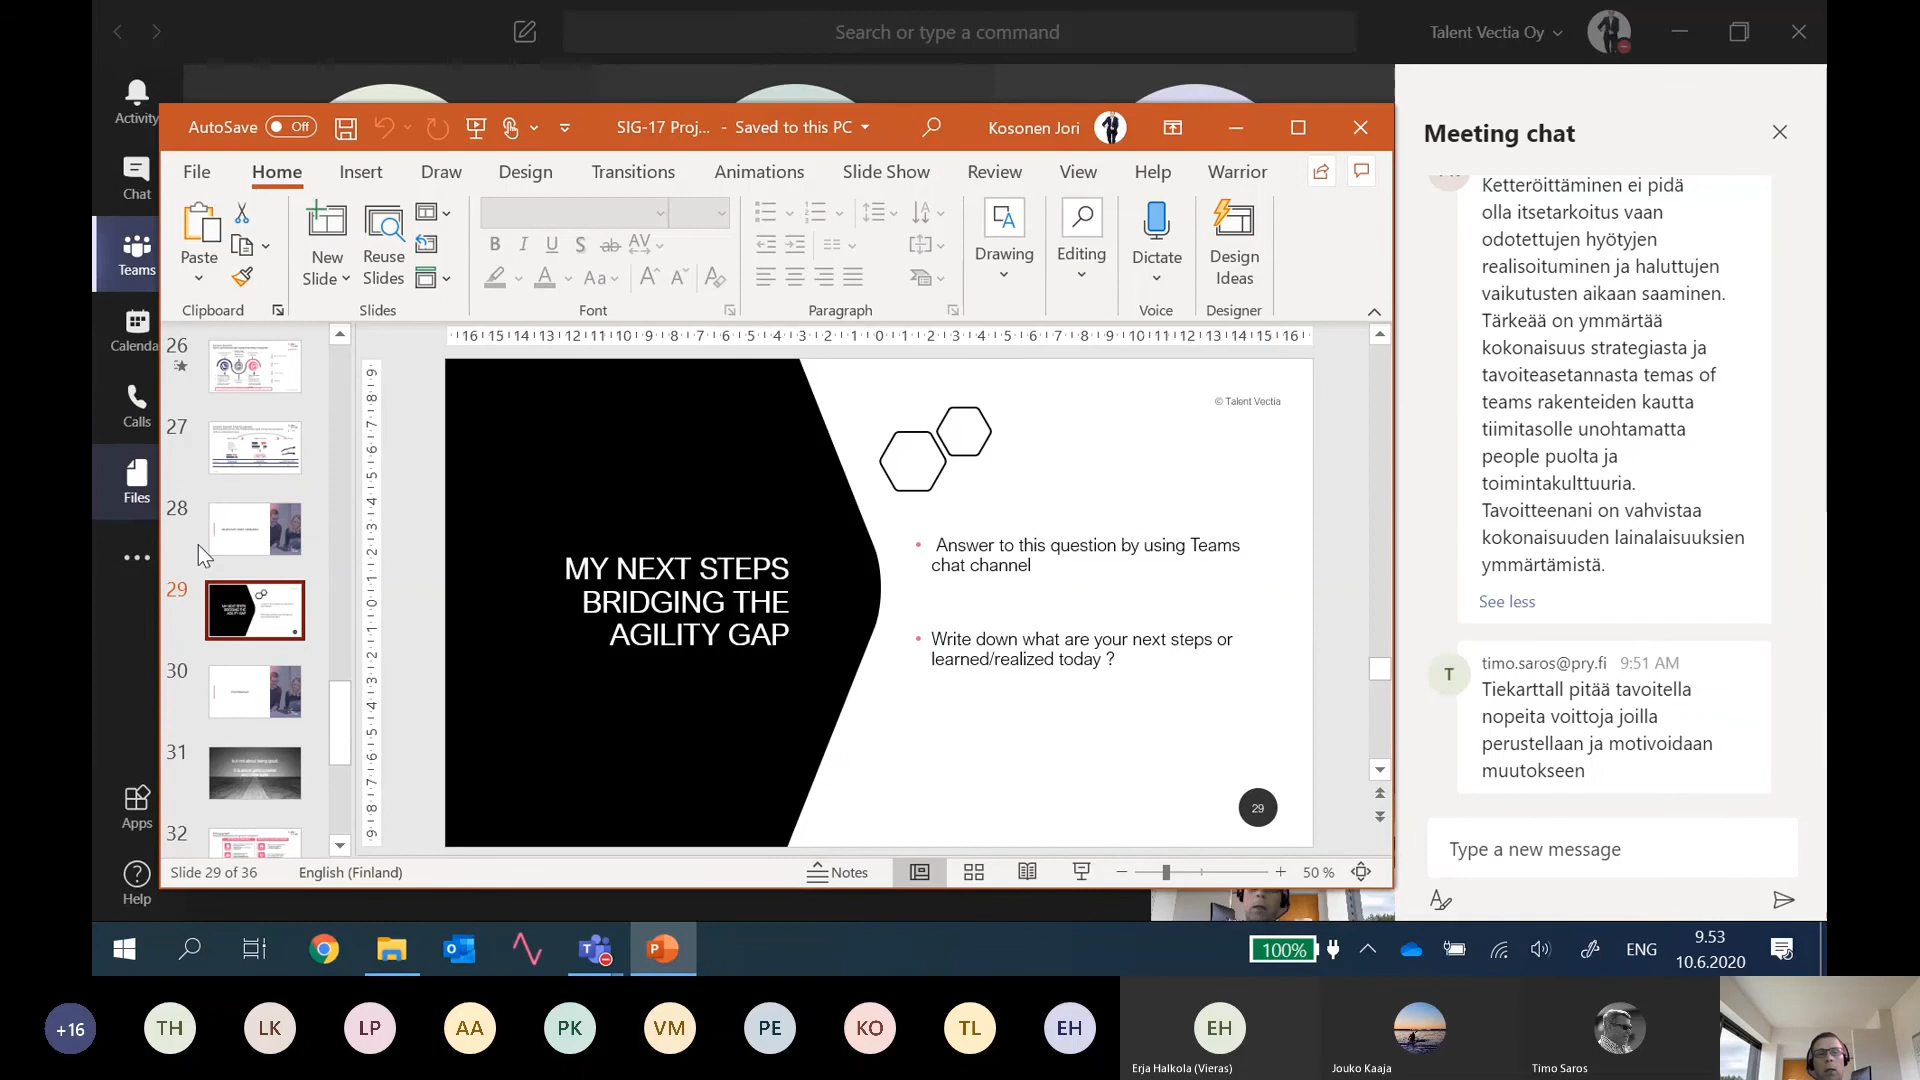 Search or type a command
Talent Vectia Oy
Activity
Chat
Teams
Calenda
Calls
Files
Apps
Help
AutoSave Off
SIG-17 Proj... - Saved to this PC
Kosonen Jori
File Home Insert Draw Design Transitions Animations Slide Show Review View Help Warrior
Paste
New
Slide
Reuse
Slides
Drawing
Editing
Dictate
Design
Ideas
Clipboard
Slides
Font
Paragraph
Voice
Designer
26
27
28
29
30
31
32
© Talent Vectia
MY NEXT STEPS
BRIDGING THE
AGILITY GAP
• Answer to this question by using Teams
chat channel
• Write down what are your next steps or
learned/realized today ?
29
Slide 29 of 36
English (Finland)
Notes
50 %
Meeting chat
Ketteröittäminen ei pidä
olla itsetarkoitus vaan
odotettujen hyötyjen
realisoituminen ja haluttujen
vaikutusten aikaan saaminen.
Tärkeää on ymmärtää
kokonaisuus strategiasta ja
tavoiteasetannasta temas of
teams rakenteiden kautta
tiimitasolle unohtamatta
people puolta ja
toimintakulttuuria.
Tavoitteenani on vahvistaa
kokonaisuuden lainalaisuuksien
ymmärtämistä.
See less
T
timo.saros@pry.fi 9:51 AM
Tiekarttall pitää tavoitella
nopeita voittoja joilla
perustellaan ja motivoidaan
muutokseen
Type a new message
100%
ENG
9.53
10.6.2020
+16
TH
LK
LP
AA
PK
VM
PE
KO
TL
EH
EH
Erja Halkola (Vieras)
Jouko Kaaja
Timo Saros